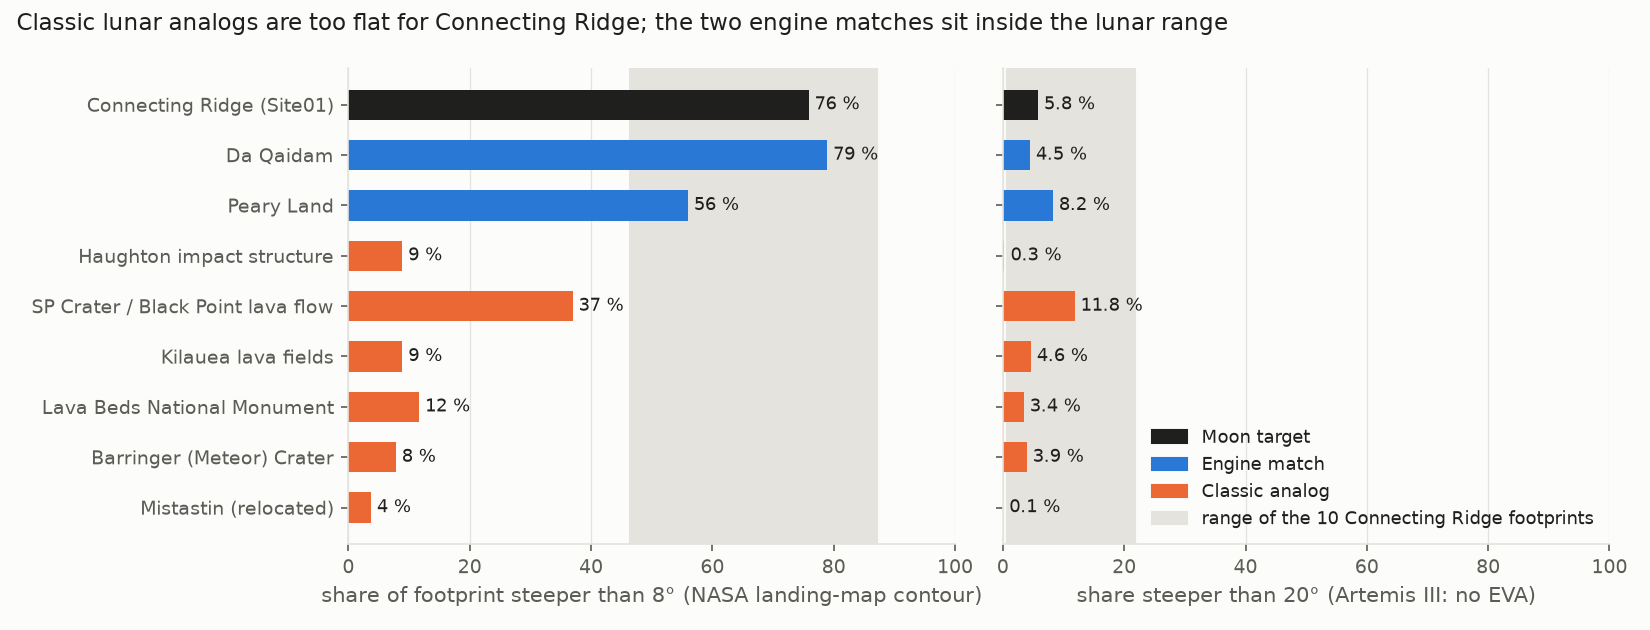 Classic lunar analogs are too flat for Connecting Ridge; the two engine matches sit inside the lunar range
Connecting Ridge (Site01) 76 % 5.8 %
Da Qaidam 79 % 4.5 %
Peary Land 56 % 8.2 %
Haughton impact structure 9 % 0.3 %
SP Crater / Black Point lava flow 37 % 11.8 %
Kilauea lava fields 9 % 4.6 %
Lava Beds National Monument 12 % 3.4 %
Barringer (Meteor) Crater 8 % 3.9 %
Mistastin (relocated) 4 % 0.1 %
Moon target
Engine match
Classic analog
range of the 10 Connecting Ridge footprints
0 20 40 60 80 100
share of footprint steeper than 8° (NASA landing-map contour)
0 20 40 60 80 100
share steeper than 20° (Artemis III: no EVA)